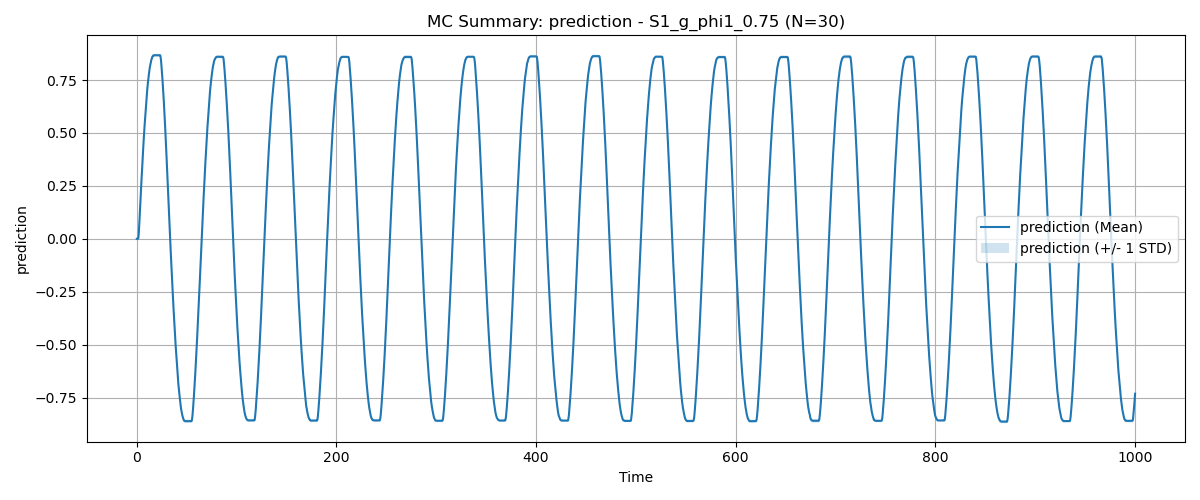 MC Summary: prediction - S1_g_phi1_0.75 (N=30)
prediction
0.75
0.50
0.25
0.00
−0.25
−0.50
−0.75
prediction (Mean)
prediction (+/- 1 STD)
0 200 400 600 800 1000
Time